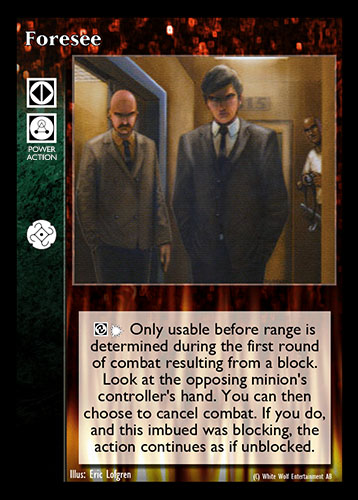 Foresee
POWER
ACTION
Only usable before range is
determined during the first round
of combat resulting from a block.
Look at the opposing minion's
controller's hand. You can then
choose to cancel combat. If you do,
and this imbued was blocking, the
action continues as if unblocked.
Illus: Eric Lofgren
(C) White Wolf Entertainment AB